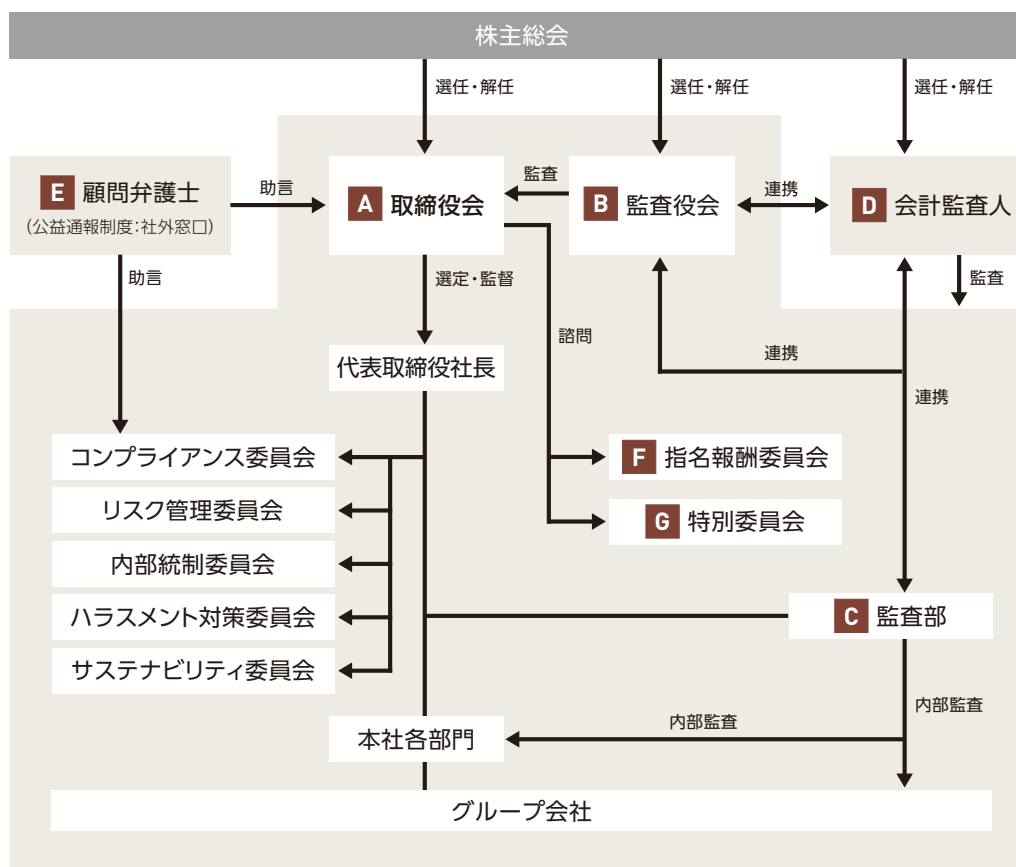 株主総会
選任・解任
選任・解任
選任・解任
E 顧問弁護士
(公益通報制度:社外窓口)
助言
A 取締役会
監査
B 監査役会
連携
D 会計監査人
助言
選定・監督
諮問
監査
代表取締役社長
連携
連携
コンプライアンス委員会
リスク管理委員会
内部統制委員会
ハラスメント対策委員会
サステナビリティ委員会
F 指名報酬委員会
G 特別委員会
C 監査部
内部監査
内部監査
本社各部門
グループ会社